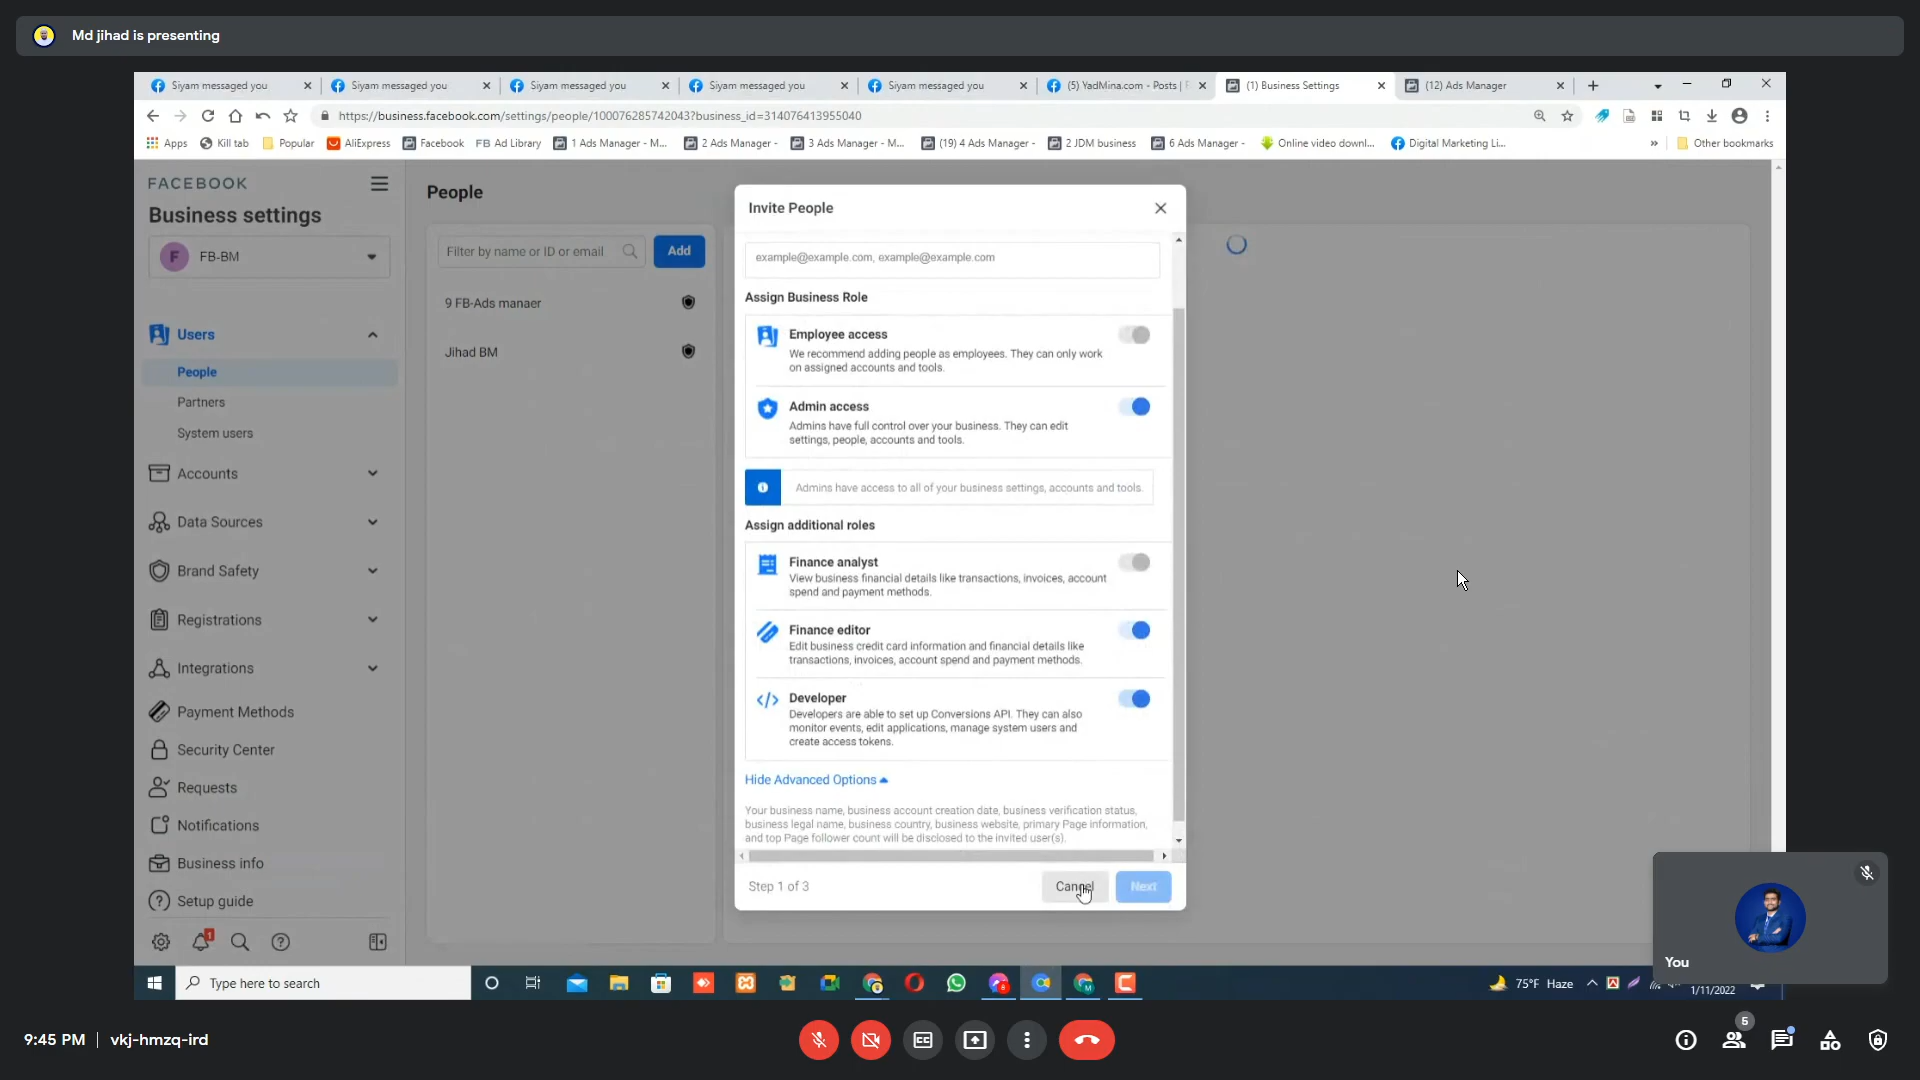 Md jihad is presenting
Siyam messaged you
Siyam messaged you
Siyam messaged you
Siyam messaged you
Siyam messaged you
(5) YadMina.com - Posts | F
(1) Business Settings
(12) Ads Manager
https://business.facebook.com/settings/people/100076285742043?business_id=314076413955040
Apps
Kill tab
Popular
AliExpress
Facebook
FB Ad Library
1 Ads Manager - M...
2 Ads Manager -
3 Ads Manager - M...
(19) 4 Ads Manager -
2 JDM business
6 Ads Manager -
Online video downl...
Digital Marketing Li...
»
Other bookmarks
FACEBOOK
Business settings
F FB-BM
Users
People
Partners
System users
Accounts
Data Sources
Brand Safety
Registrations
Integrations
Payment Methods
Security Center
Requests
Notifications
Business info
Setup guide
1
People
Filter by name or ID or email
Add
9 FB-Ads manaer
Jihad BM
Invite People
example@example.com, example@example.com
Assign Business Role
Employee access
We recommend adding people as employees. They can only work
on assigned accounts and tools.
Admin access
Admins have full control over your business. They can edit
settings, people, accounts and tools.
Admins have access to all of your business settings, accounts and tools.
Assign additional roles
Finance analyst
View business financial details like transactions, invoices, account
spend and payment methods.
Finance editor
Edit business credit card information and financial details like
transactions, invoices, account spend and payment methods.
Developer
Developers are able to set up Conversions API. They can also
monitor events, edit applications, manage system users and
create access tokens.
Hide Advanced Options
Your business name, business account creation date, business verification status,
business legal name, business country, business website, primary Page information,
and top Page follower count will be disclosed to the invited user(s).
Step 1 of 3
Cancel
Next
You
Type here to search
75°F Haze
1/11/2022
9:45 PM | vkj-hmzq-ird
5